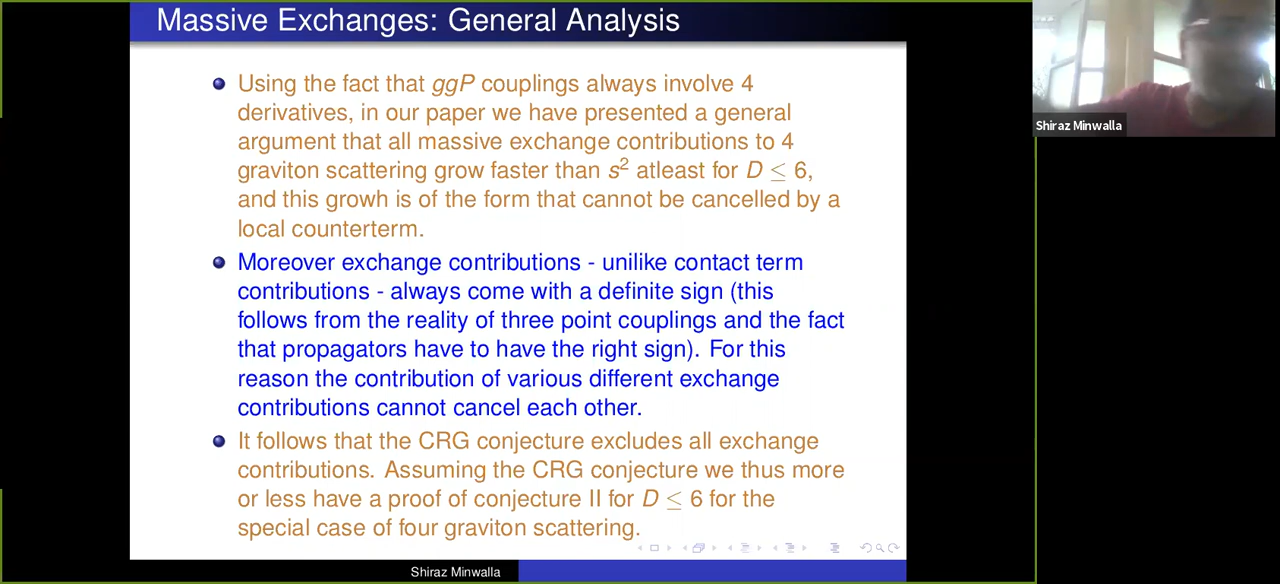 Massive Exchanges: General Analysis
Using the fact that ggP couplings always involve 4
derivatives, in our paper we have presented a general
argument that all massive exchange contributions to 4
graviton scattering grow faster than s² atleast for D ≤ 6,
and this growh is of the form that cannot be cancelled by a
local counterterm.
Moreover exchange contributions - unilike contact term
contributions - always come with a definite sign (this
follows from the reality of three point couplings and the fact
that propagators have to have the right sign). For this
reason the contribution of various different exchange
contributions cannot cancel each other.
It follows that the CRG conjecture excludes all exchange
contributions. Assuming the CRG conjecture we thus more
or less have a proof of conjecture II for D ≤ 6 for the
special case of four graviton scattering.
Shiraz Minwalla
Shiraz Minwalla